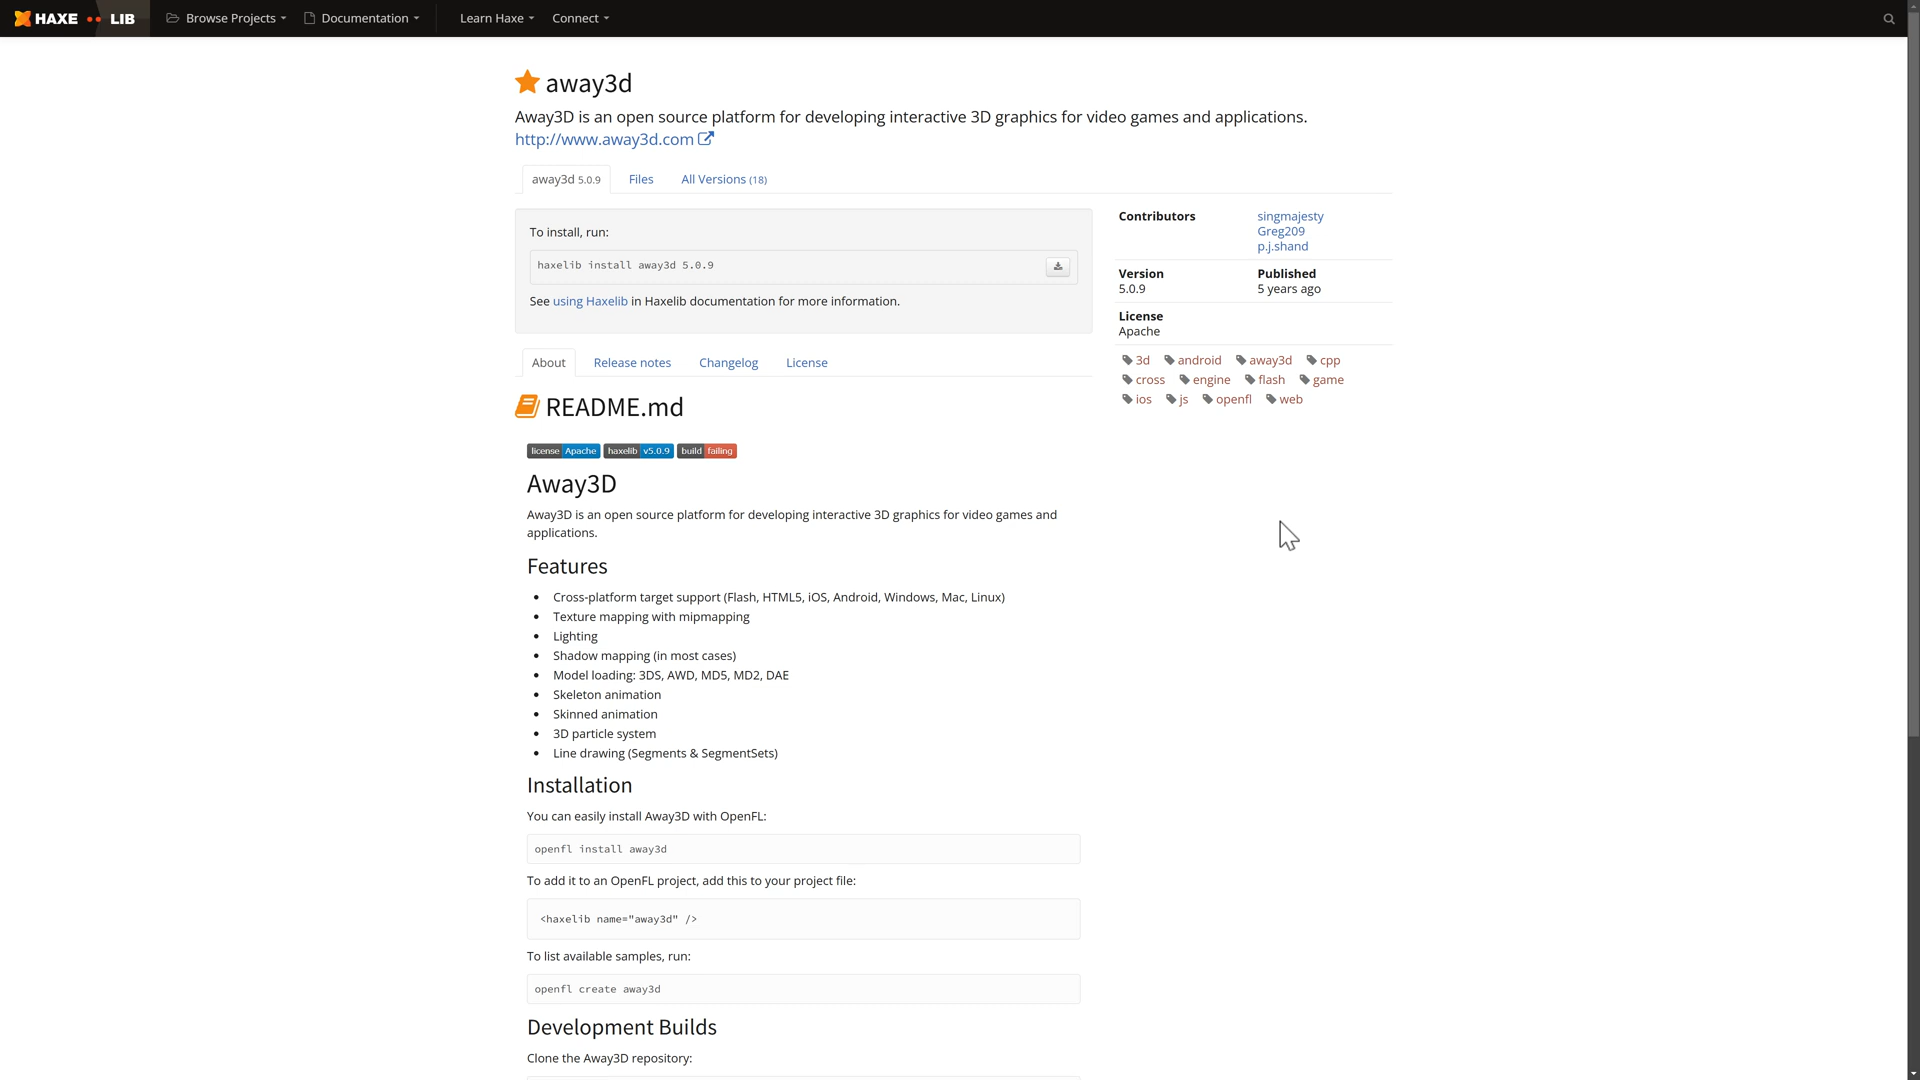 HAXE LIB Browse Projects Documentation Learn Haxe Connect
away3d
Away3D is an open source platform for developing interactive 3D graphics for video games and applications.
http://www.away3d.com
away3d 5.0.9 Files All Versions (18)
To install, run:
haxelib install away3d 5.0.9
See using Haxelib in Haxelib documentation for more information.
Contributors singmajesty
Greg209
p.j.shand
Version Published
5.0.9 5 years ago
License
Apache
3d android away3d cpp
cross engine flash game
ios js openfl web
About Release notes Changelog License
README.md
license Apache haxelib v5.0.9 build failing
Away3D
Away3D is an open source platform for developing interactive 3D graphics for video games and
applications.
Features
• Cross-platform target support (Flash, HTML5, iOS, Android, Windows, Mac, Linux)
• Texture mapping with mipmapping
• Lighting
• Shadow mapping (in most cases)
• Model loading: 3DS, AWD, MD5, MD2, DAE
• Skeleton animation
• Skinned animation
• 3D particle system
• Line drawing (Segments & SegmentSets)
Installation
You can easily install Away3D with OpenFL:
openfl install away3d
To add it to an OpenFL project, add this to your project file:
<haxelib name="away3d" />
To list available samples, run:
openfl create away3d
Development Builds
Clone the Away3D repository: